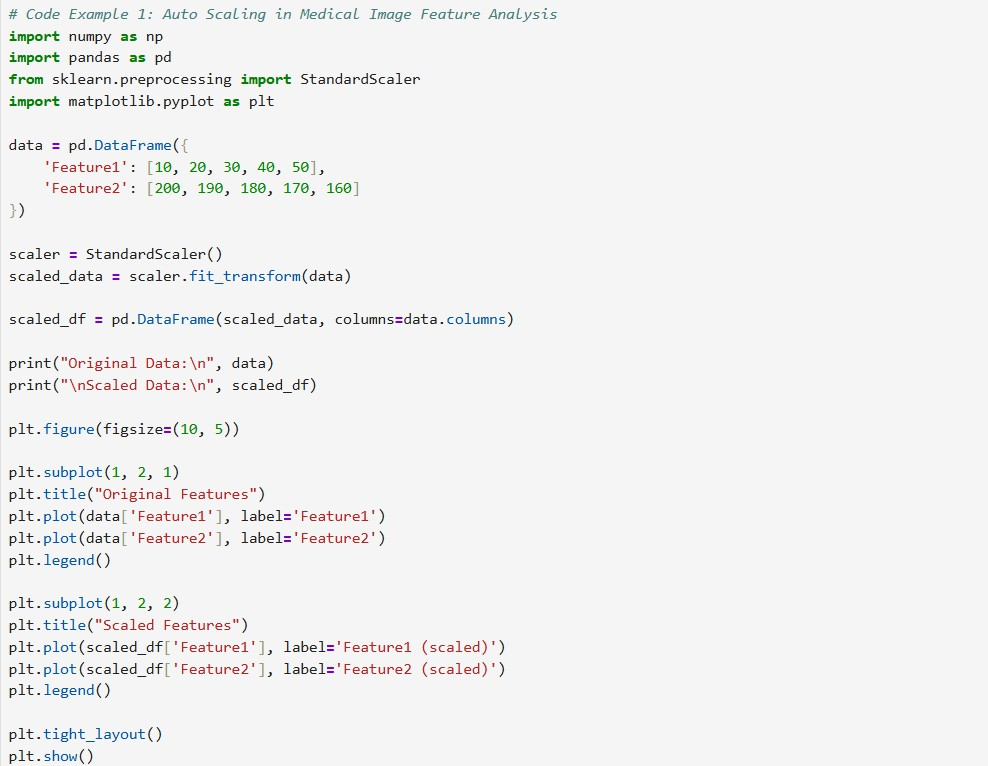 # Code Example 1: Auto Scaling in Medical Image Feature Analysis
import numpy as np
import pandas as pd
from sklearn.preprocessing import StandardScaler
import matplotlib.pyplot as plt

data = pd.DataFrame({
    'Feature1': [10, 20, 30, 40, 50],
    'Feature2': [200, 190, 180, 170, 160]
})

scaler = StandardScaler()
scaled_data = scaler.fit_transform(data)

scaled_df = pd.DataFrame(scaled_data, columns=data.columns)

print("Original Data:\n", data)
print("\nScaled Data:\n", scaled_df)

plt.figure(figsize=(10, 5))

plt.subplot(1, 2, 1)
plt.title("Original Features")
plt.plot(data['Feature1'], label='Feature1')
plt.plot(data['Feature2'], label='Feature2')
plt.legend()

plt.subplot(1, 2, 2)
plt.title("Scaled Features")
plt.plot(scaled_df['Feature1'], label='Feature1 (scaled)')
plt.plot(scaled_df['Feature2'], label='Feature2 (scaled)')
plt.legend()

plt.tight_layout()
plt.show()